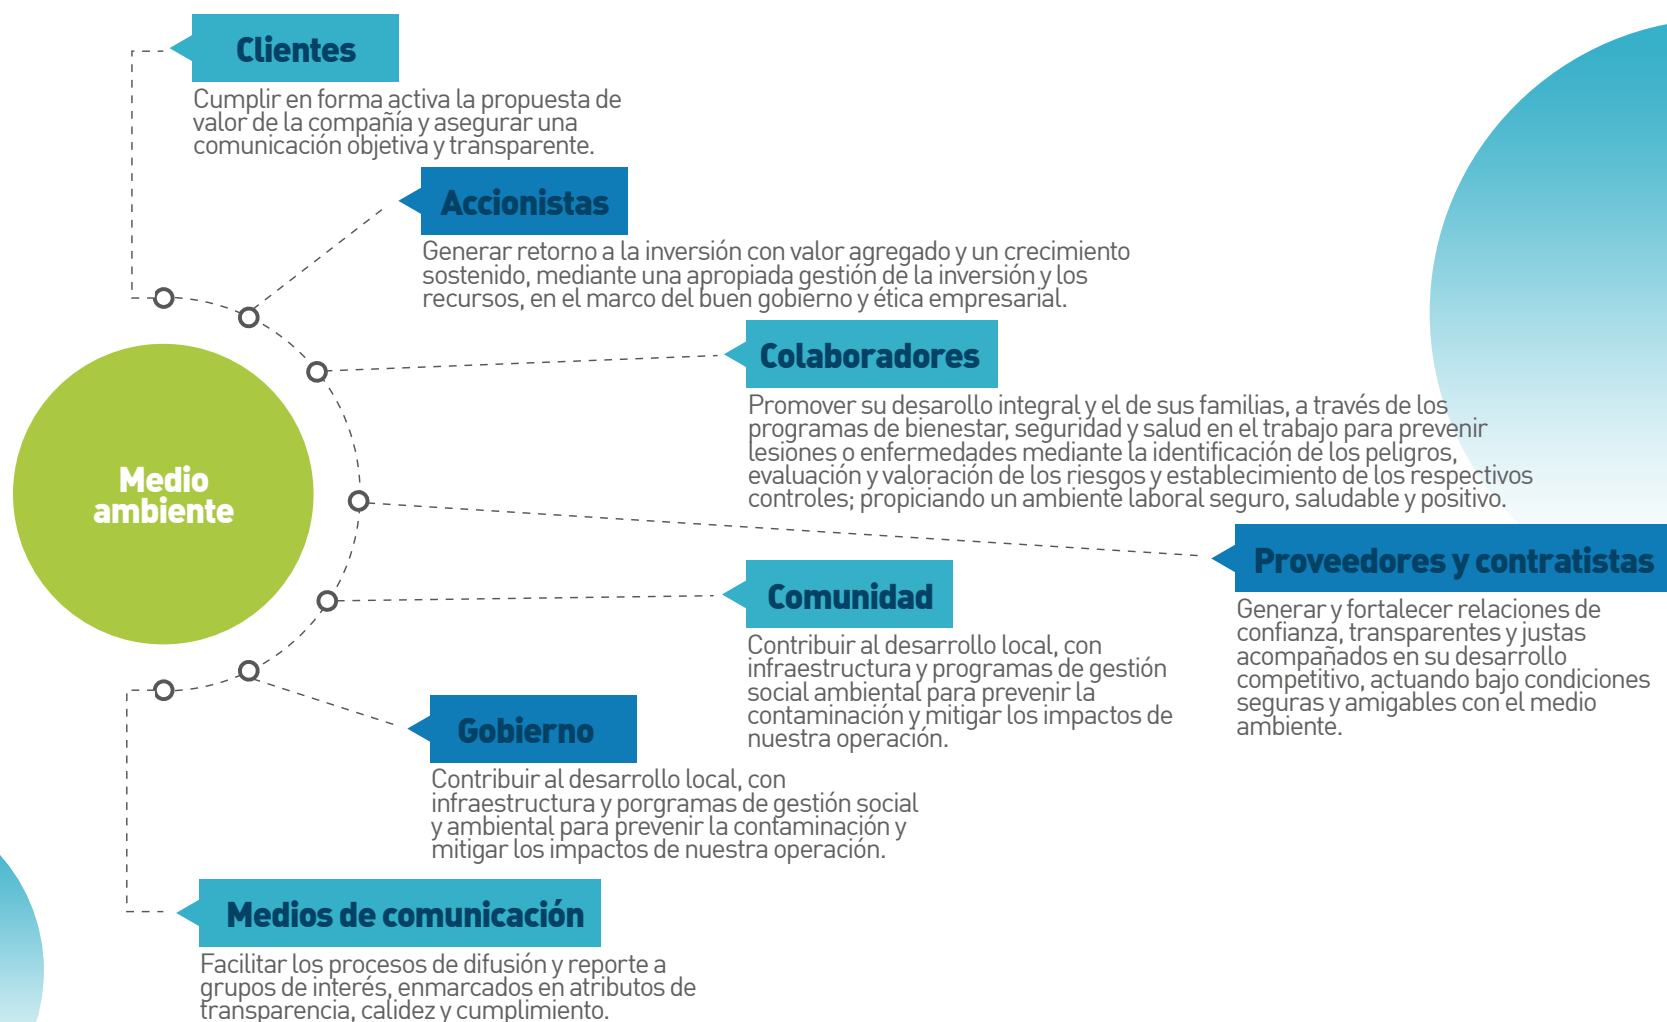 Clientes
Cumplir en forma activa la propuesta de
valor de la compañía y asegurar una
comunicación objetiva y transparente.
Accionistas
Generar retorno a la inversión con valor agregado y un crecimiento
sostenido, mediante una apropiada gestión de la inversión y los
recursos, en el marco del buen gobierno y ética empresarial.
Colaboradores
Promover su desarollo integral y el de sus familias, a través de los
programas de bienestar, seguridad y salud en el trabajo para prevenir
lesiones o enfermedades mediante la identificación de los peligros,
evaluación y valoración de los riesgos y establecimiento de los respectivos
controles; propiciando un ambiente laboral seguro, saludable y positivo.
Medio
ambiente
Proveedores y contratistas
Generar y fortalecer relaciones de
confianza, transparentes y justas
acompañados en su desarrollo
competitivo, actuando bajo condiciones
seguras y amigables con el medio
ambiente.
Comunidad
Contribuir al desarrollo local, con
infraestructura y programas de gestión
social ambiental para prevenir la
contaminación y mitigar los impactos de
nuestra operación.
Gobierno
Contribuir al desarrollo local, con
infraestructura y porgramas de gestión social
y ambiental para prevenir la contaminación y
mitigar los impactos de nuestra operación.
Medios de comunicación
Facilitar los procesos de difusión y reporte a
grupos de interés, enmarcados en atributos de
transparencia, calidez y cumplimiento.